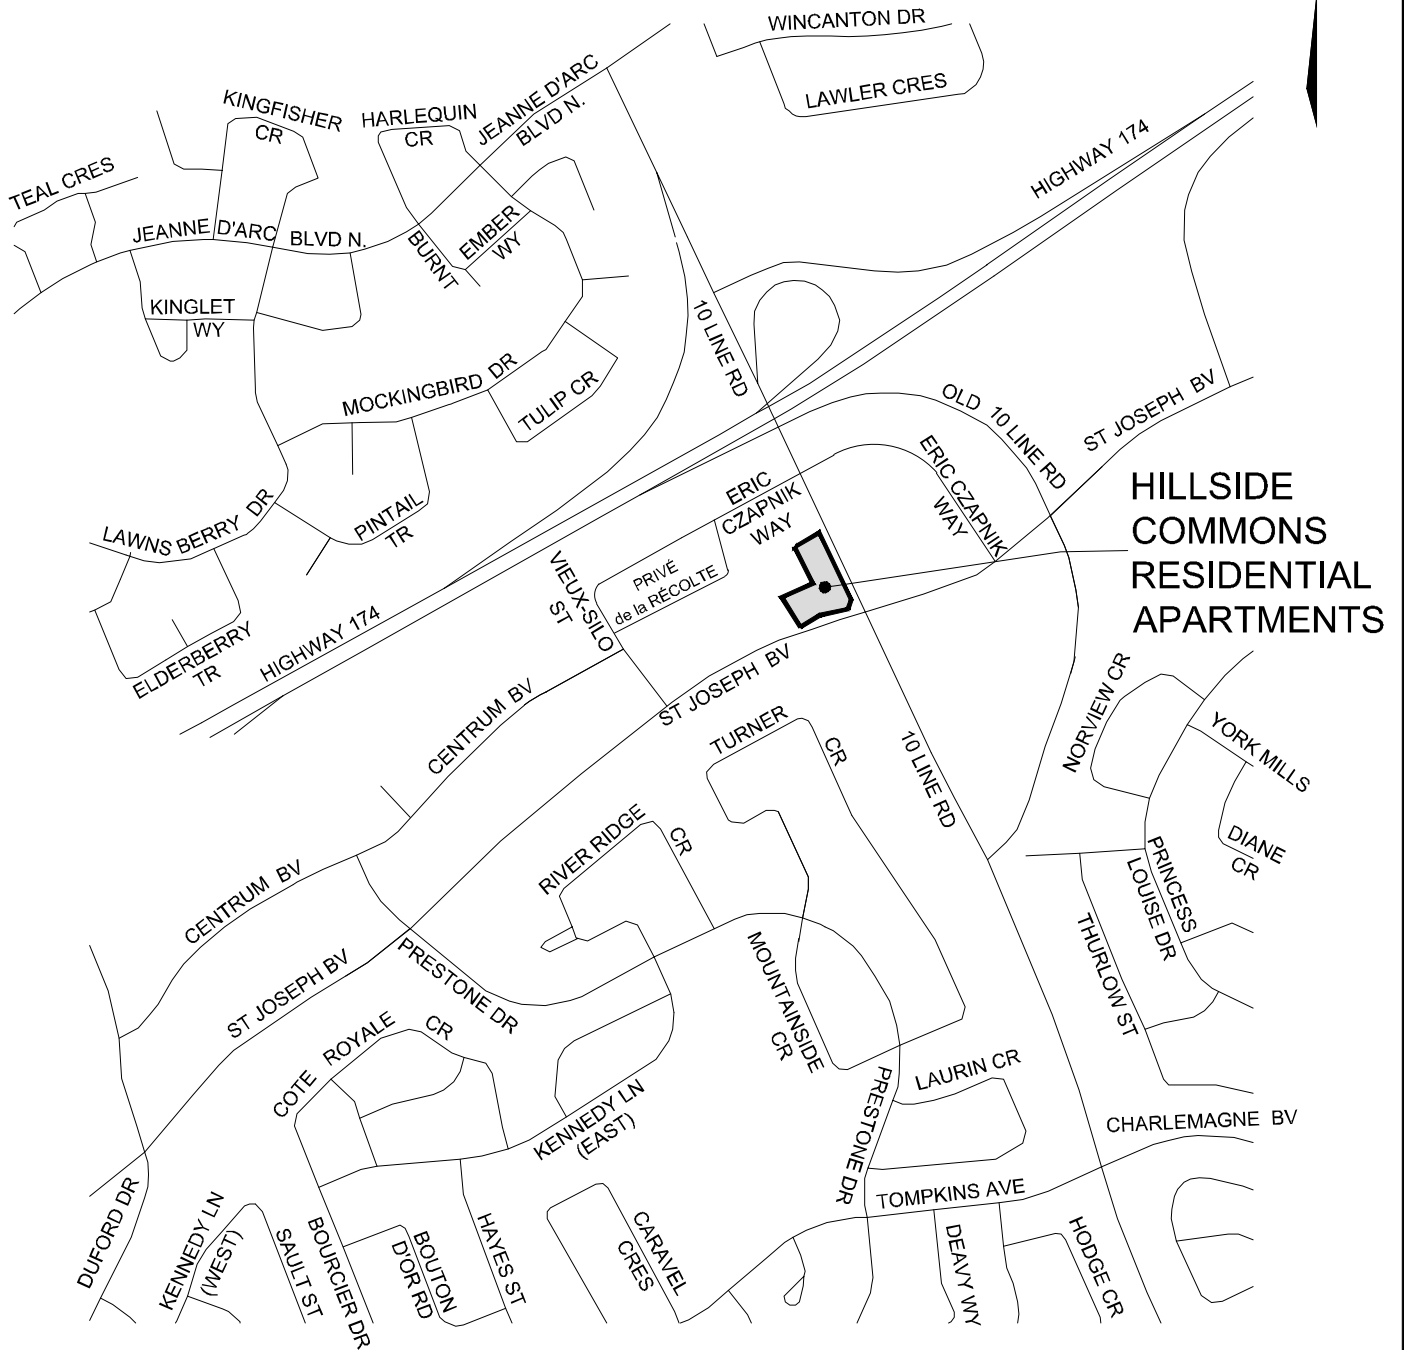 WINCANTON DR
LAWLER CRES
JEANNE D'ARC
BLVD N.
KINGFISHER
CR
HARLEQUIN
CR
HIGHWAY 174
TEAL CRES
JEANNE D'ARC BLVD N.
EMBER
WY
BURNT
KINGLET
WY
10 LINE RD
MOCKINGBIRD DR
TULIP CR
OLD 10 LINE RD
ST JOSEPH BV
ERIC CZAPNIK
WAY
ERIC
CZAPNIK
WAY
HILLSIDE
COMMONS
RESIDENTIAL
APARTMENTS
LAWNSBERRY DR
PINTAIL
TR
VIEUX-SILO
ST
PRIVÉ
de la RÉCOLTE
HIGHWAY 174
ELDERBERRY
TR
CENTRUM BV
ST JOSEPH BV
TURNER
CR
10 LINE RD
NORVIEW CR
YORK MILLS
DIANE
CR
PRINCESS
LOUISE DR
THURLOW ST
RIVER RIDGE
CR
CENTRUM BV
ST JOSEPH BV
PRESTONE DR
MOUNTAINSIDE
CR
COTE ROYALE CR
KENNEDY LN
(EAST)
LAURIN CR
PRESTONE DR
CHARLEMAGNE BV
TOMPKINS AVE
DUFORD DR
KENNEDY LN
(WEST)
SAULT ST
BOURCIER DR
BOUTON
D'OR RD
HAYES ST
CARAVEL
CRES
DEAVY WY
HODGE CR